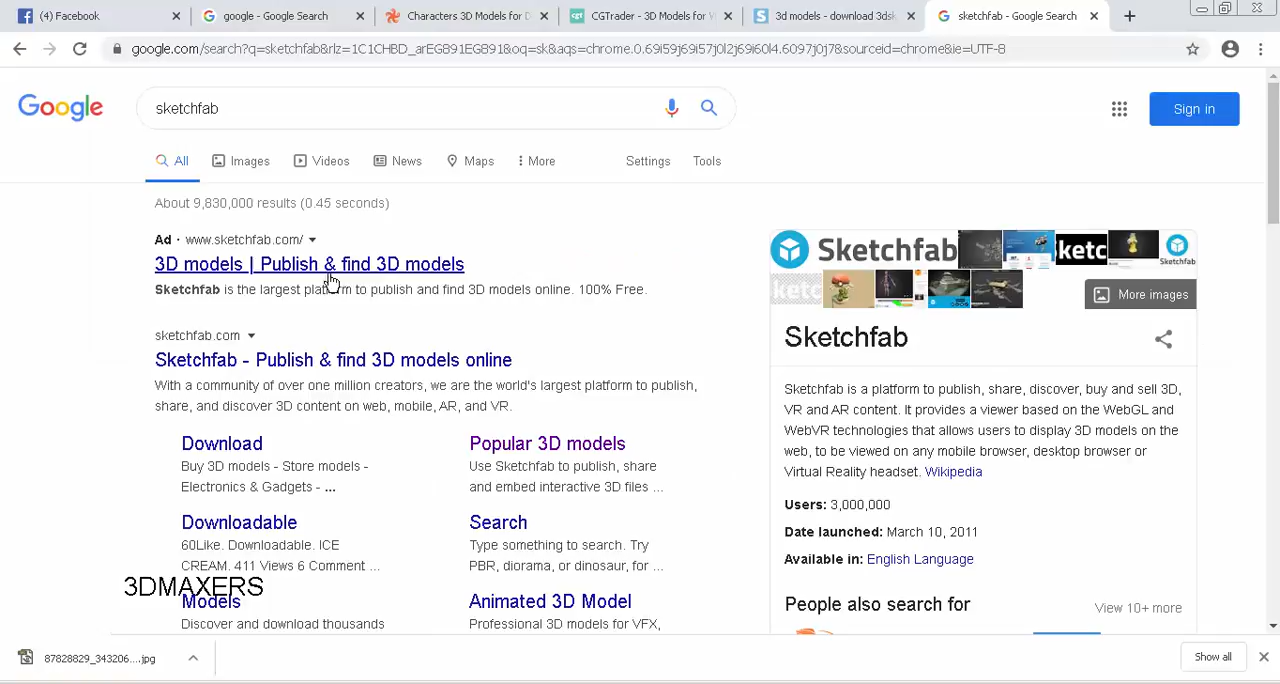 (4) Facebook
google - Google Search
Characters 3D Models for D
CGTrader - 3D Models for V
3d models - download 3dsk
sketchfab - Google Search
google.com/search?q=sketchfab&rlz=1C1CHBD_arEG891EG891&oq=sk&aqs=chrome.0.69i59j69i57j0l2j69i60l4.6097j0j7&sourceid=chrome&ie=UTF-8
Google
sketchfab
Sign in
All
Images
Videos
News
Maps
More
Settings
Tools
About 9,830,000 results (0.45 seconds)
Ad · www.sketchfab.com/
3D models | Publish & find 3D models
Sketchfab largest platform to publish and find 3D models online. 100% Free.
sketchfab.com
Sketchfab - Publish & find 3D models online
With a community of over one million creators, we are the world's largest platform to publish,
share, and discover 3D content on web, mobile, AR, and VR.
Download
Buy 3D models - Store models -
Electronics & Gadgets - ...
Popular 3D models
Use Sketchfab to publish, share
and embed interactive 3D files ...
Downloadable
60Like. Downloadable. ICE
6 Comment ...
Search
Type something to search. Try
PBR, diorama, or dinosaur, for ...
3DMAXERS
Models
Discover and download thousands
Animated 3D Model
Professional 3D models for VFX,
Sketchfab
Sketchfab
More images
Sketchfab
Sketchfab is a platform to publish, share, discover, buy and sell 3D,
VR and AR content. It provides a viewer based on the WebGL and
WebVR technologies that allows users to display 3D models on the
web, to be viewed on any mobile browser, desktop browser or
Virtual Reality headset. Wikipedia
Users: 3,000,000
Date launched: March 10, 2011
Available in: English Language
People also search for
View 10+ more
87828829_343206....jpg
Show all